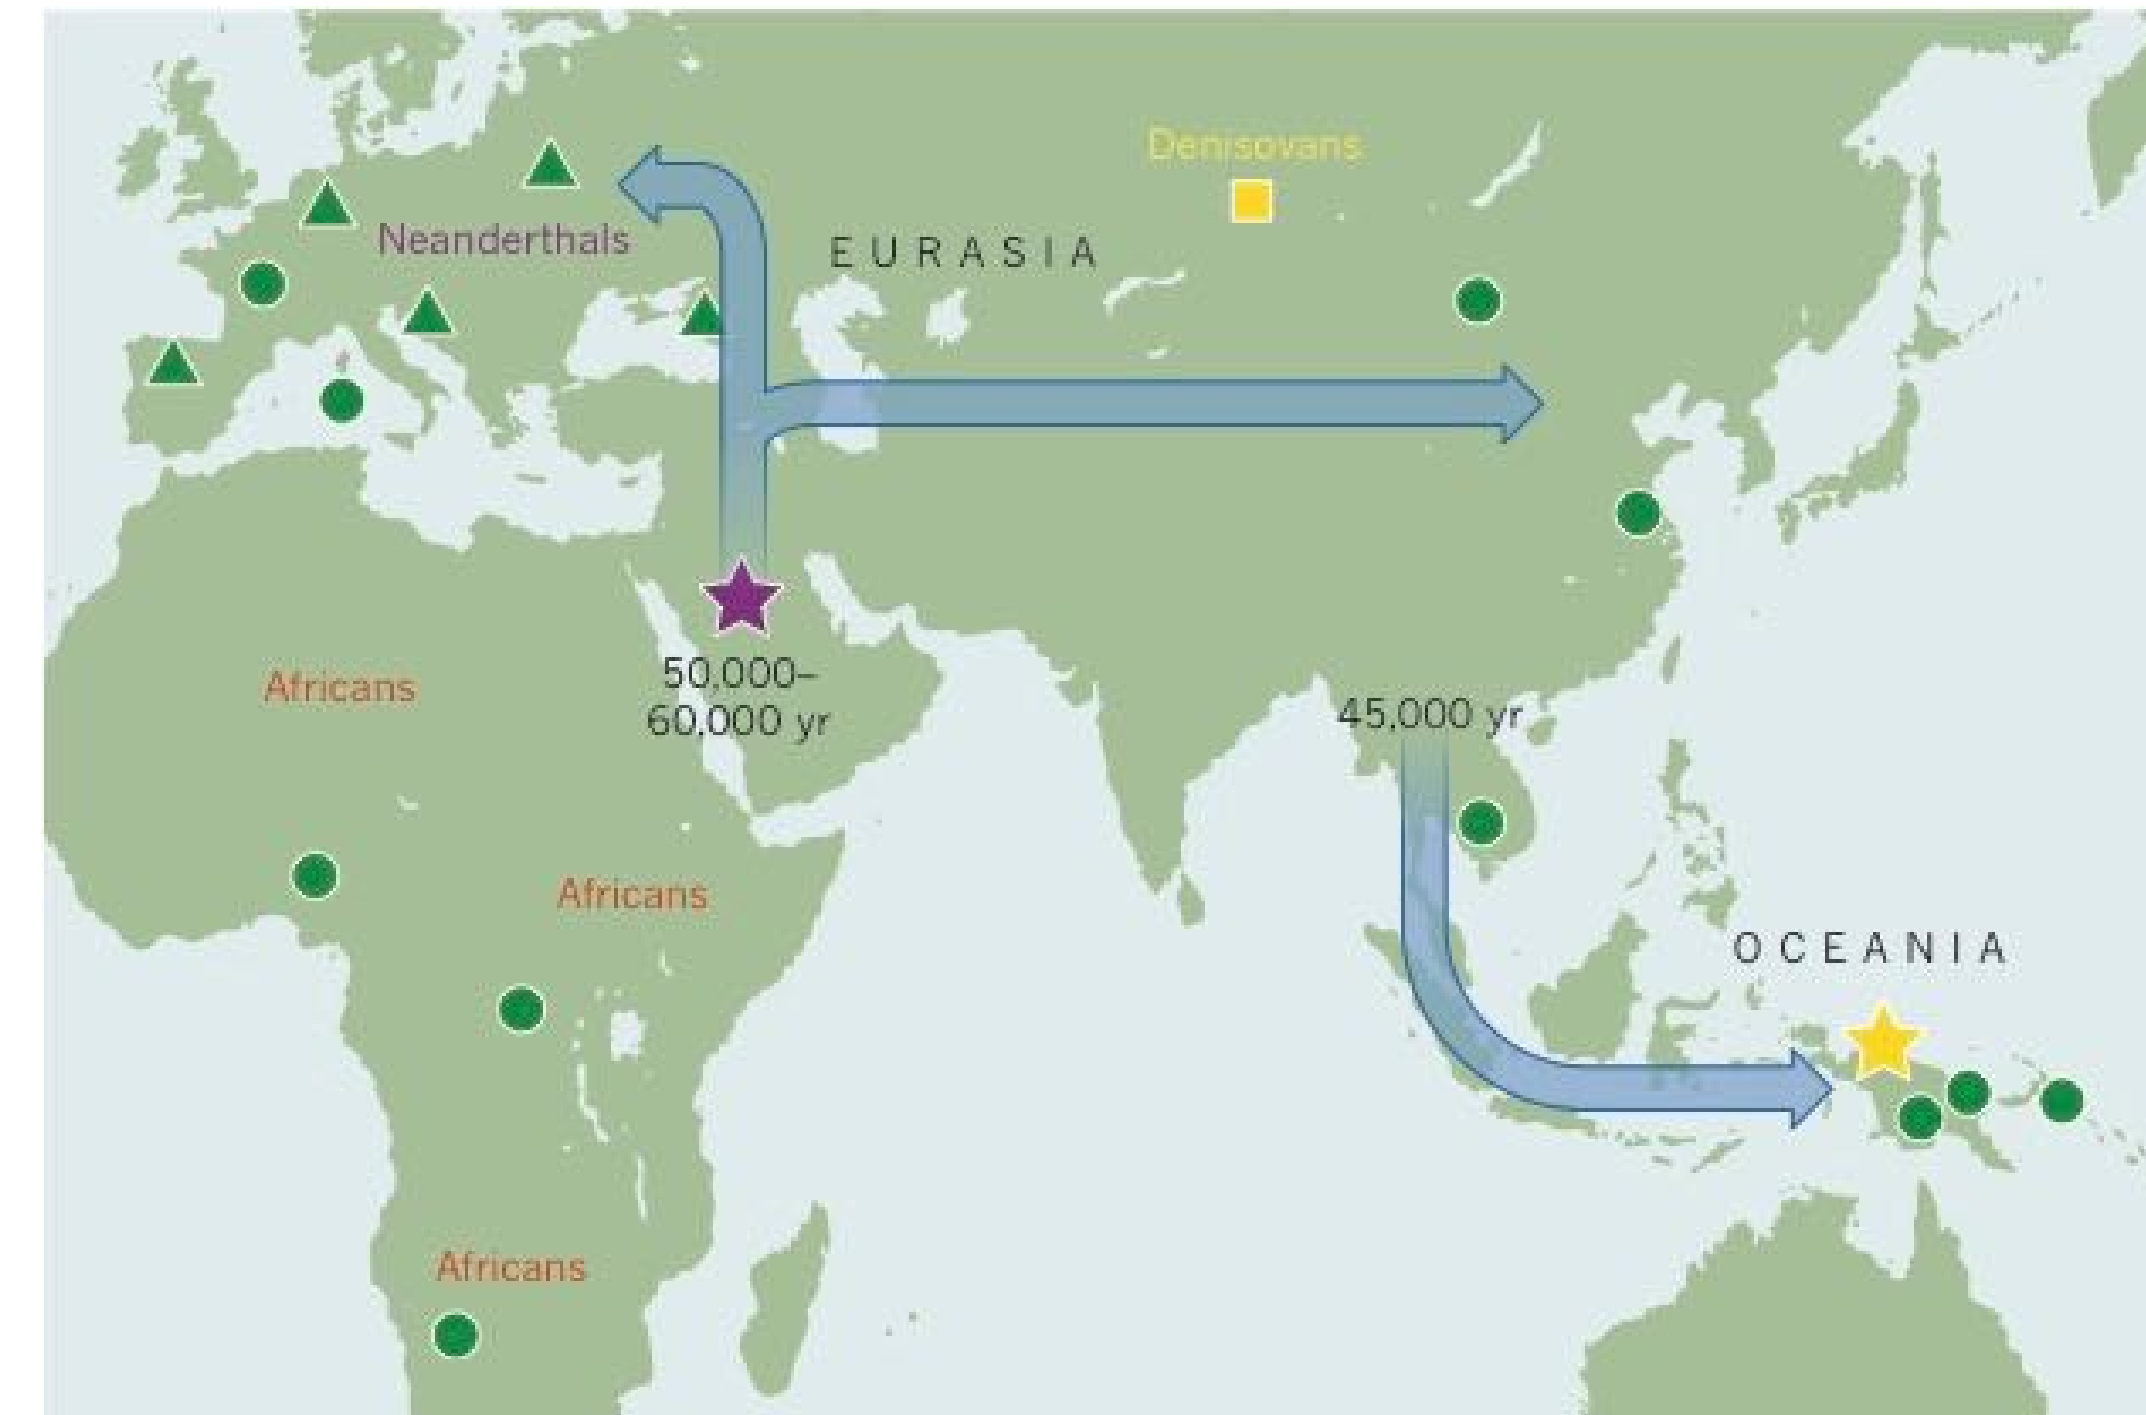 Denisovans
Neanderthals
EURASIA
Africans
50,000–
60,000 yr
45,000 yr
Africans
OCEANIA
Africans